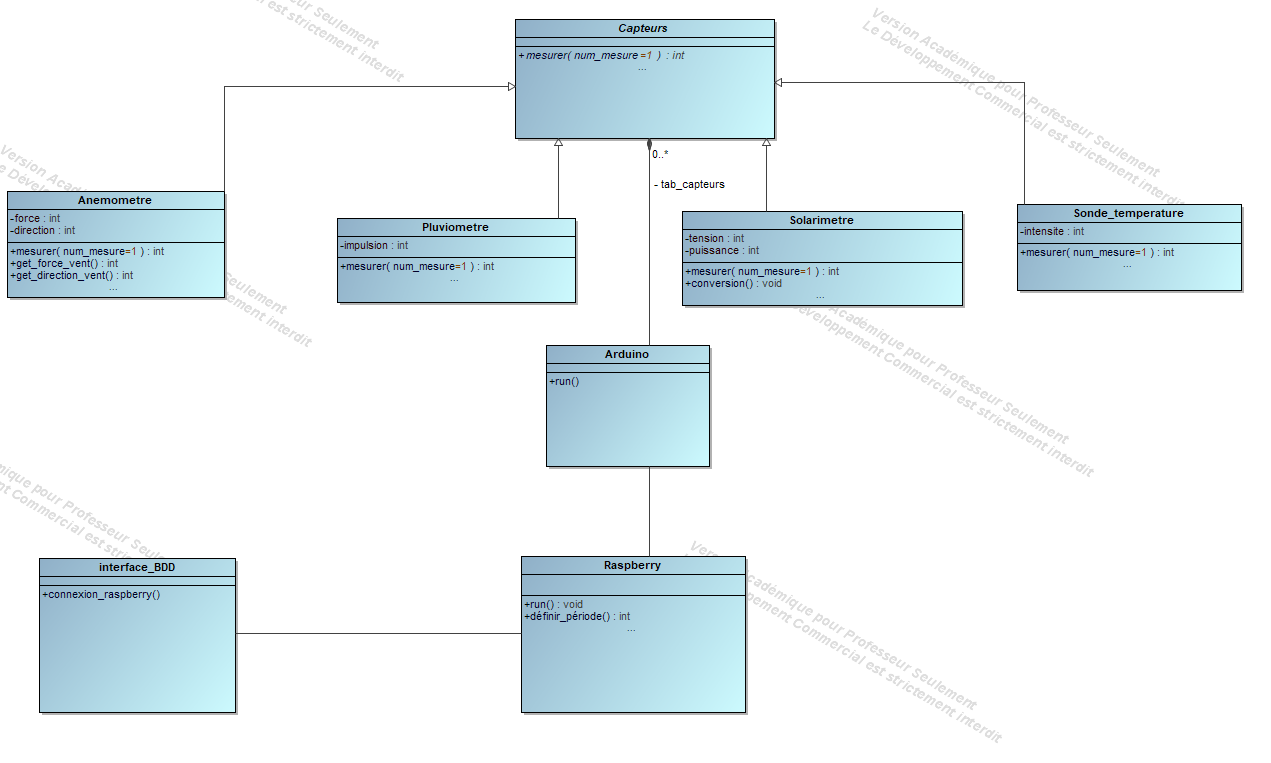 Version Académique pour Professeur Seulement
Le Développement Commercial est strictement interdit
Capteurs
+mesurer( num_mesure=1 ) : int
...
0..*
- tab_capteurs
Anemometre
-force : int
-direction : int
+mesurer( num_mesure=1 ) : int
+get_force_vent() : int
+get_direction_vent() : int
...
Pluviometre
-impulsion : int
+mesurer( num_mesure=1 ) : int
...
Solarimetre
-tension : int
-puissance : int
+mesurer( num_mesure=1 ) : int
+conversion() : void
...
Sonde_temperature
-intensite : int
+mesurer( num_mesure=1 ) : int
...
Arduino
+run()
interface_BDD
+connexion_raspberry()
Raspberry
+run() : void
+définir_période() : int
...